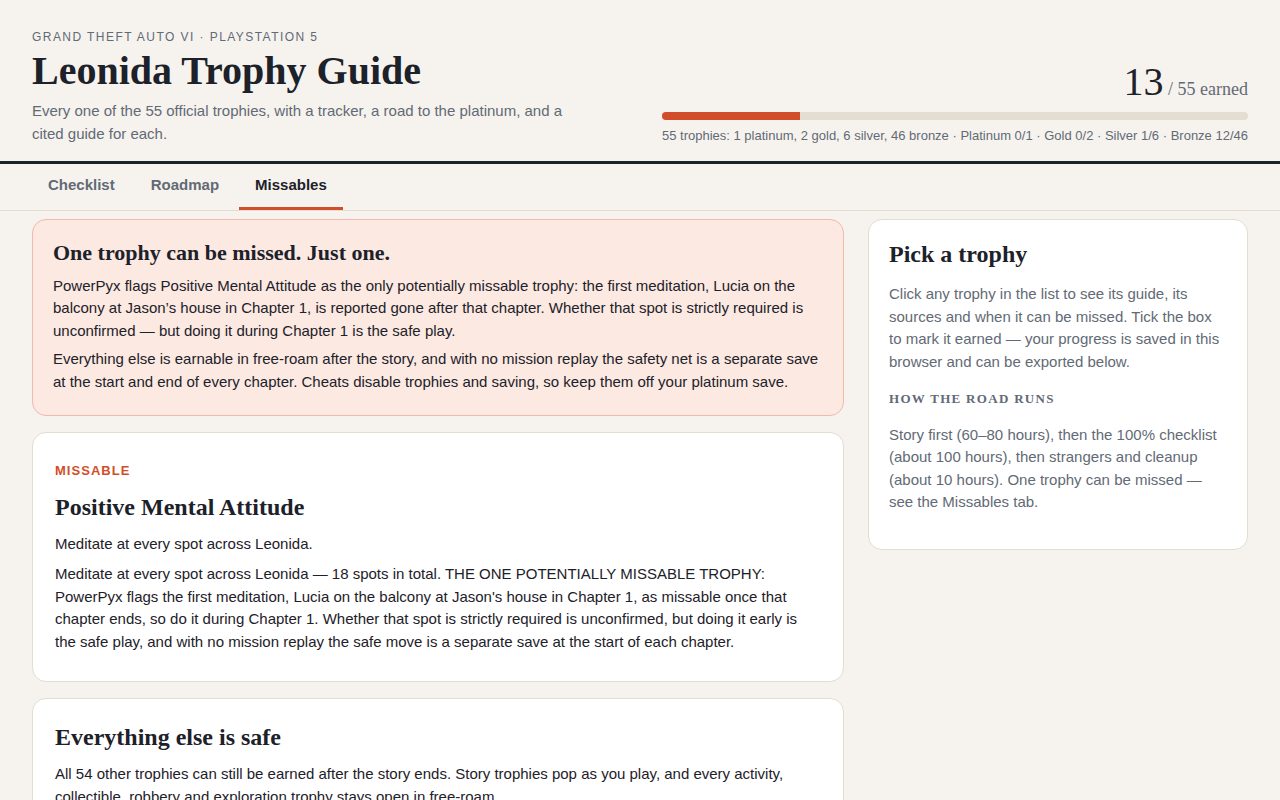 GRAND THEFT AUTO VI · PLAYSTATION 5
Leonida Trophy Guide
Every one of the 55 official trophies, with a tracker, a road to the platinum, and a
cited guide for each.
13 / 55 earned
55 trophies: 1 platinum, 2 gold, 6 silver, 46 bronze · Platinum 0/1 · Gold 0/2 · Silver 1/6 · Bronze 12/46
Checklist Roadmap Missables
One trophy can be missed. Just one.
PowerPyx flags Positive Mental Attitude as the only potentially missable trophy: the first meditation, Lucia on the
balcony at Jason’s house in Chapter 1, is reported gone after that chapter. Whether that spot is strictly required is
unconfirmed — but doing it during Chapter 1 is the safe play.
Everything else is earnable in free-roam after the story, and with no mission replay the safety net is a separate save
at the start and end of every chapter. Cheats disable trophies and saving, so keep them off your platinum save.
MISSABLE
Positive Mental Attitude
Meditate at every spot across Leonida.
Meditate at every spot across Leonida — 18 spots in total. THE ONE POTENTIALLY MISSABLE TROPHY:
PowerPyx flags the first meditation, Lucia on the balcony at Jason's house in Chapter 1, as missable once that
chapter ends, so do it during Chapter 1. Whether that spot is strictly required is unconfirmed, but doing it early is
the safe play, and with no mission replay the safe move is a separate save at the start of each chapter.
Everything else is safe
All 54 other trophies can still be earned after the story ends. Story trophies pop as you play, and every activity,
collectible, robbery and exploration trophy stays open in free-roam.
Pick a trophy
Click any trophy in the list to see its guide, its
sources and when it can be missed. Tick the box
to mark it earned — your progress is saved in this
browser and can be exported below.
HOW THE ROAD RUNS
Story first (60–80 hours), then the 100% checklist
(about 100 hours), then strangers and cleanup
(about 10 hours). One trophy can be missed —
see the Missables tab.